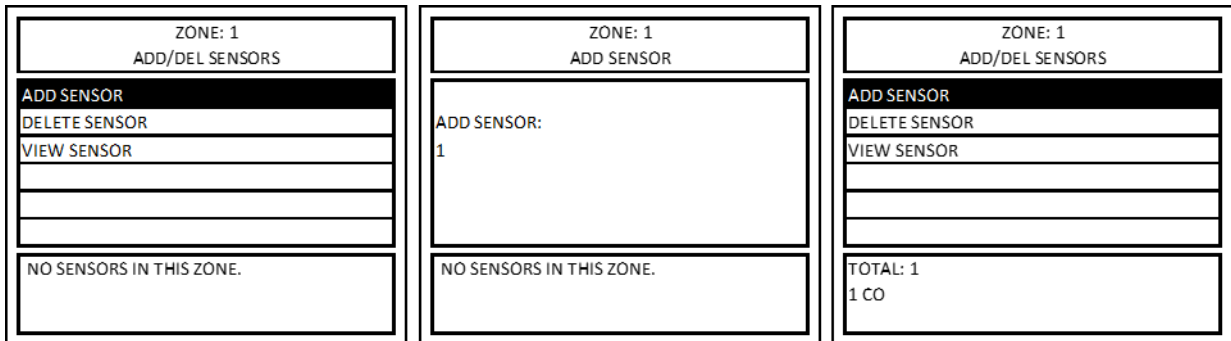 ZONE: 1
ADD/DEL SENSORS
ADD SENSOR
DELETE SENSOR
VIEW SENSOR
NO SENSORS IN THIS ZONE.
ZONE: 1
ADD SENSOR
ADD SENSOR:
1
NO SENSORS IN THIS ZONE.
ZONE: 1
ADD/DEL SENSORS
ADD SENSOR
DELETE SENSOR
VIEW SENSOR
TOTAL: 1
1 CO